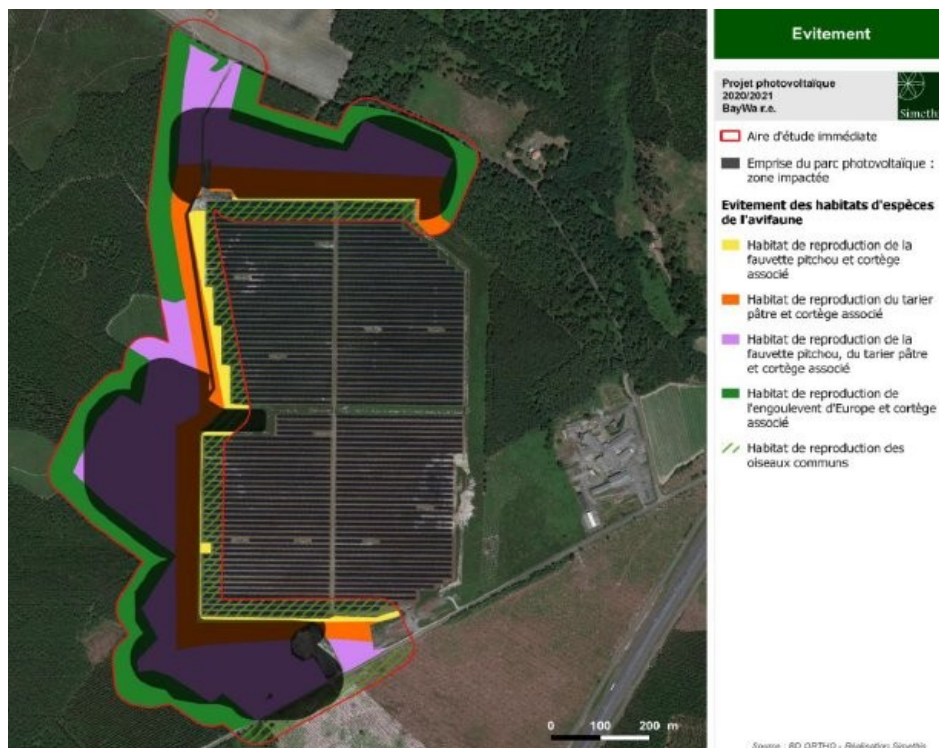 Evitement
Projet photovoltaïque
2020/2021
BayWa r.e.
Simethis
Aire d'étude immédiate
Emprise du parc photovoltaïque :
zone impactée
Evitement des habitats d'espèces
de l'avifaune
Habitat de reproduction de la
fauvette pitchou et cortège
associé
Habitat de reproduction du tarier
pâtre et cortège associé
Habitat de reproduction de la
fauvette pitchou, du tarier pâtre
et cortège associé
Habitat de reproduction de
l'engoulevent d'Europe et cortège
associé
Habitat de reproduction des
oiseaux communs
0 100 200 m
Source : BD ORTHO - Réalisation Simethis